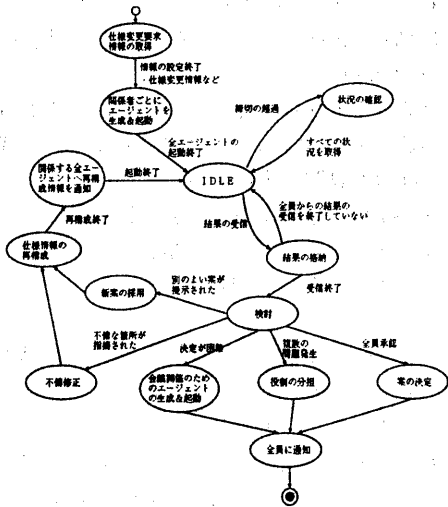 仕様変更要求
情報の取得
情報の設定終了
・仕様変更情報など
関係者ごとに
エージェントを
生成&起動
全エージェントの
起動終了
締切の超過
状況の確認
すべての状
況を取得
関係する全エ
ージェントへ再構
成情報を通知
起動終了
IDLE
再構成終了
全員からの結果の
受信を終了していない
結果の受信
仕様情報の
再構成
結果の格納
別のよい案が
提示された
受信終了
新案の採用
検討
不備な箇所が
指摘された
決定が困難
複数の
問題発生
全員承認
不備修正
会議開催のため
のエージェント
の生成&起動
役割の分担
案の決定
全員に通知